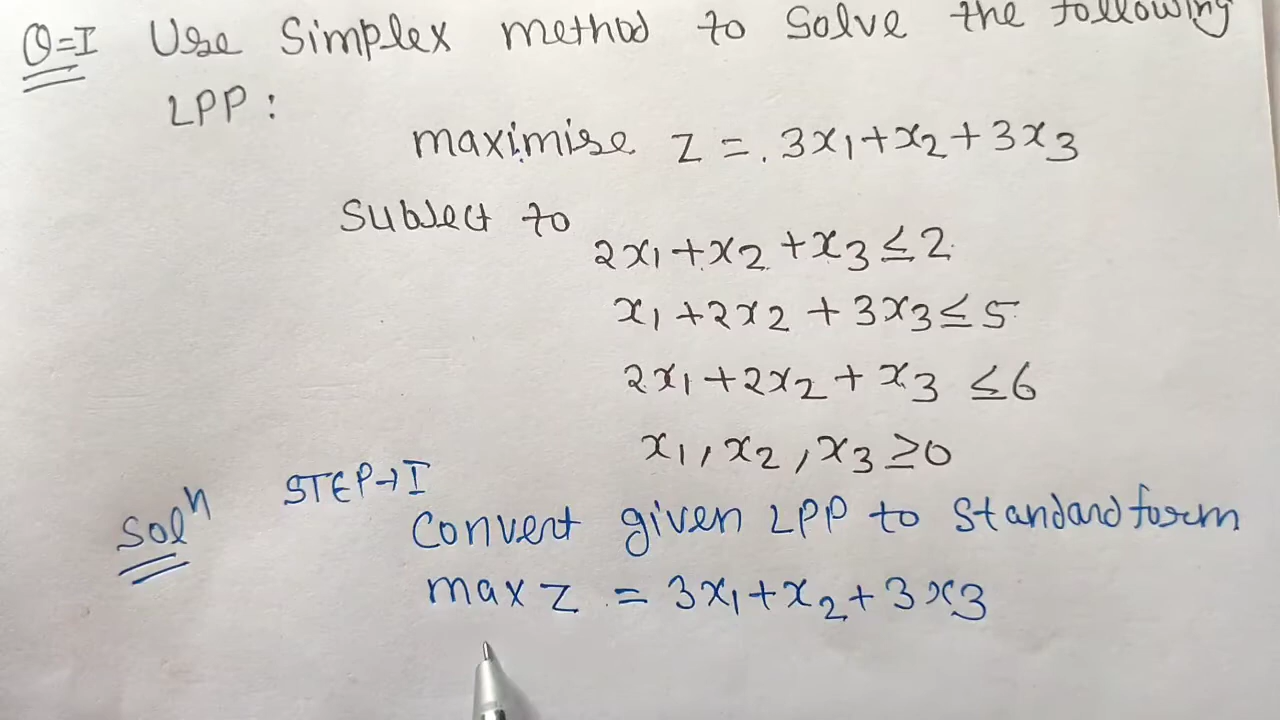 Q=I Use Simplex method to Solve the following
LPP:
maximise z = 3x₁+x₂+3x₃
Subject to
2x₁+x₂+x₃≤2
x₁+2x₂+3x₃≤5
2x₁+2x₂+x₃≤6
x₁,x₂,x₃≥0
Solⁿ STEP→I
Convert given LPP to Standard form
max z = 3x₁+x₂+3x₃